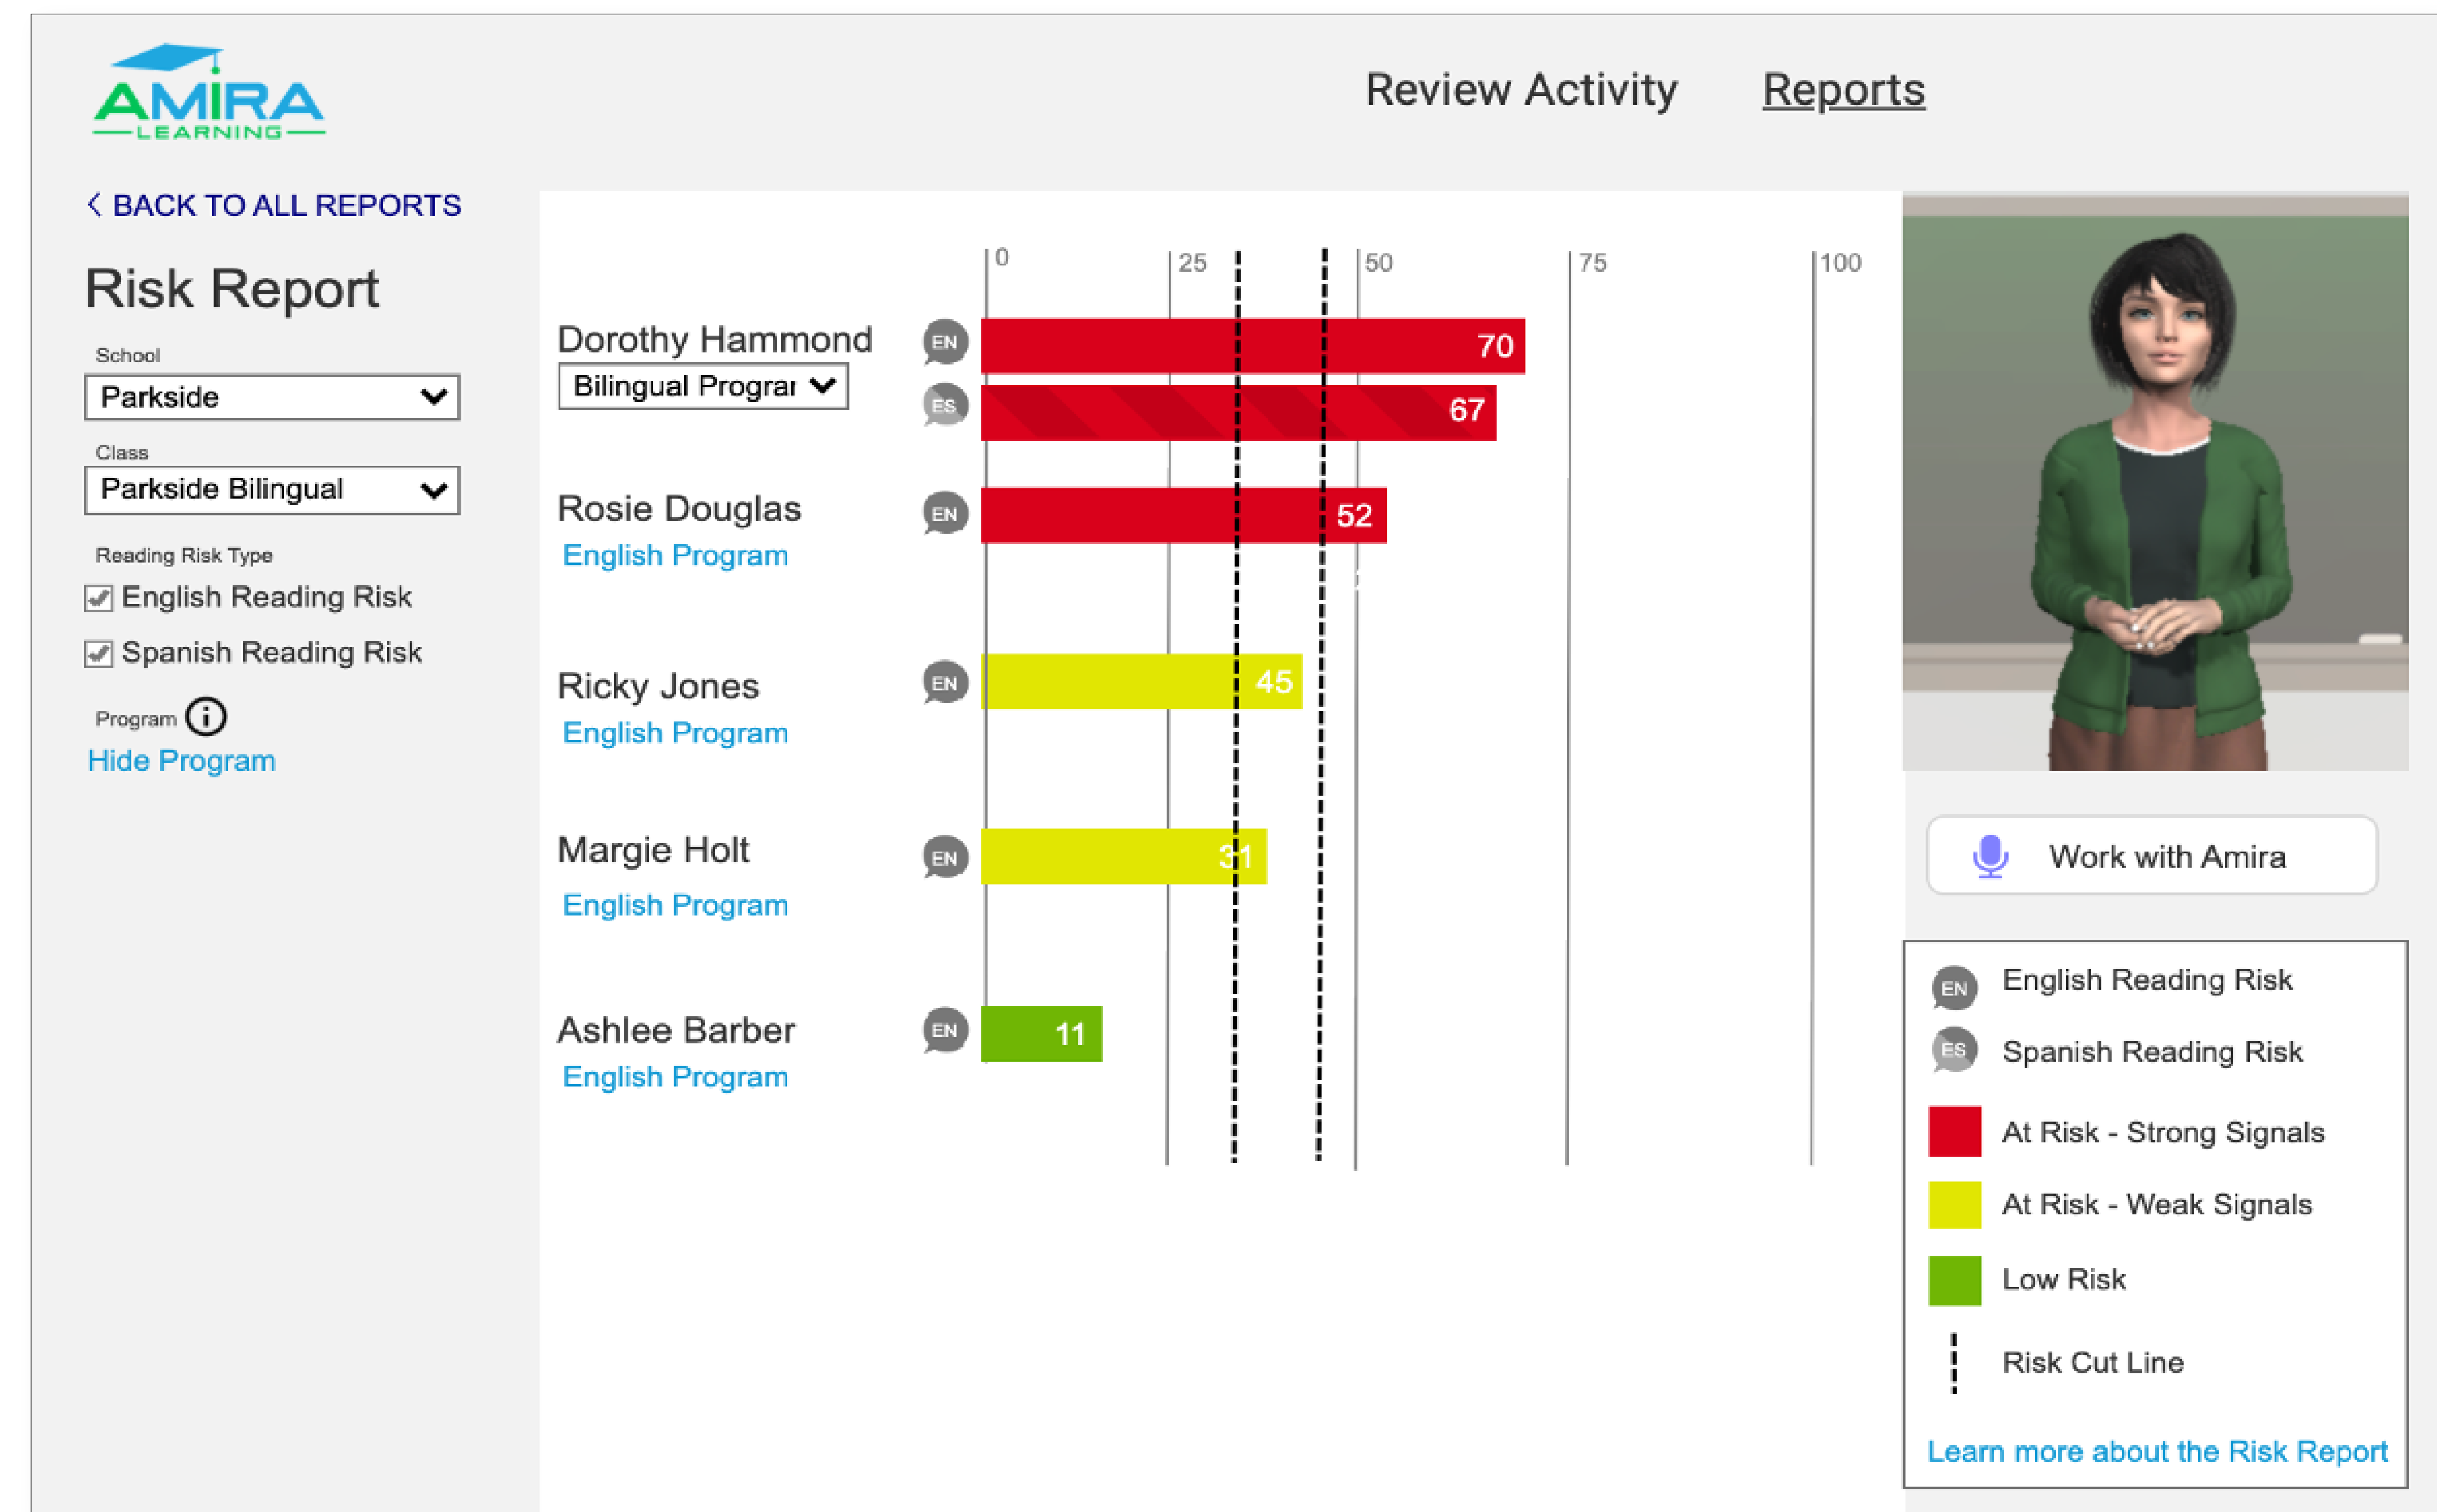 AMiRA
LEARNING
Review Activity
Reports
BACK TO ALL REPORTS
Risk Report
School
Parkside
Class
Parkside Bilingual
Reading Risk Type
English Reading Risk
Spanish Reading Risk
Program i
Hide Program
0 25 50 75 100
Dorothy Hammond EN 70
Bilingual Prograr ES 67
Rosie Douglas EN 52
English Program
Ricky Jones EN 45
English Program
Margie Holt EN 31
English Program
Ashlee Barber EN 11
English Program
Work with Amira
EN English Reading Risk
ES Spanish Reading Risk
At Risk - Strong Signals
At Risk - Weak Signals
Low Risk
Risk Cut Line
Learn more about the Risk Report